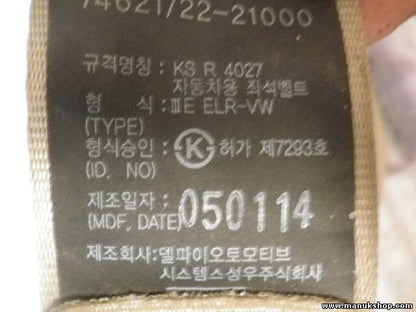 74621/22-21000
규격명칭 : KS R 4027
자동차용 좌석벨트
형 식 : ⅢE ELR-VW
(TYPE)
형식승인 : K 허가 제7293호
(ID. NO)
제조일자 : 050114
(MDF. DATE)
제조회사: 델파이오토모티브
시스템스성우주식회사
www.manukshop.com